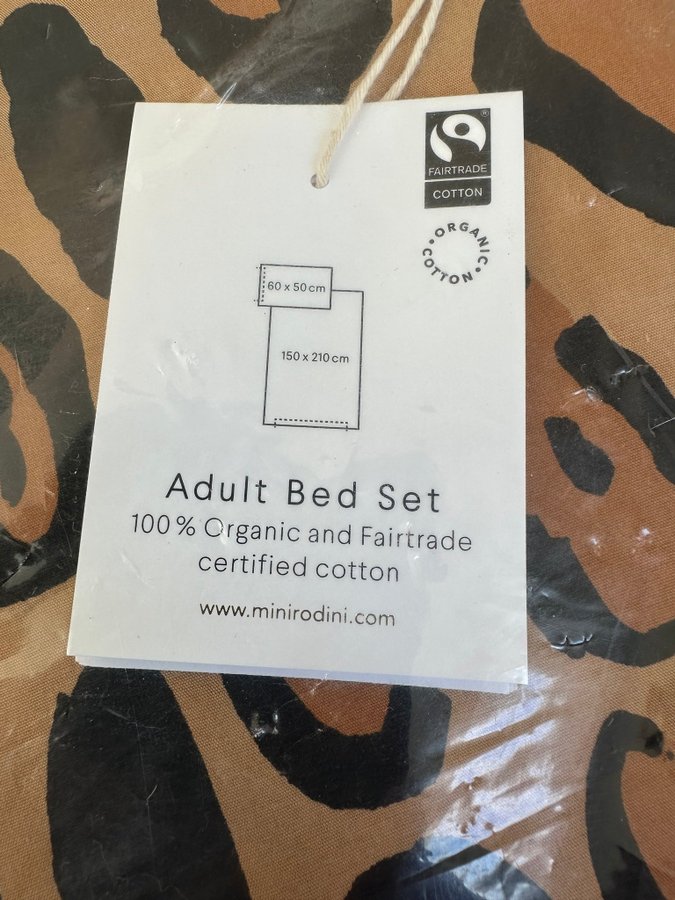 FAIRTRADE
COTTON
ORGANIC
COTTON
60 x 50 cm
150 x 210 cm
Adult Bed Set
100% Organic and Fairtrade
certified cotton
www.minirodini.com